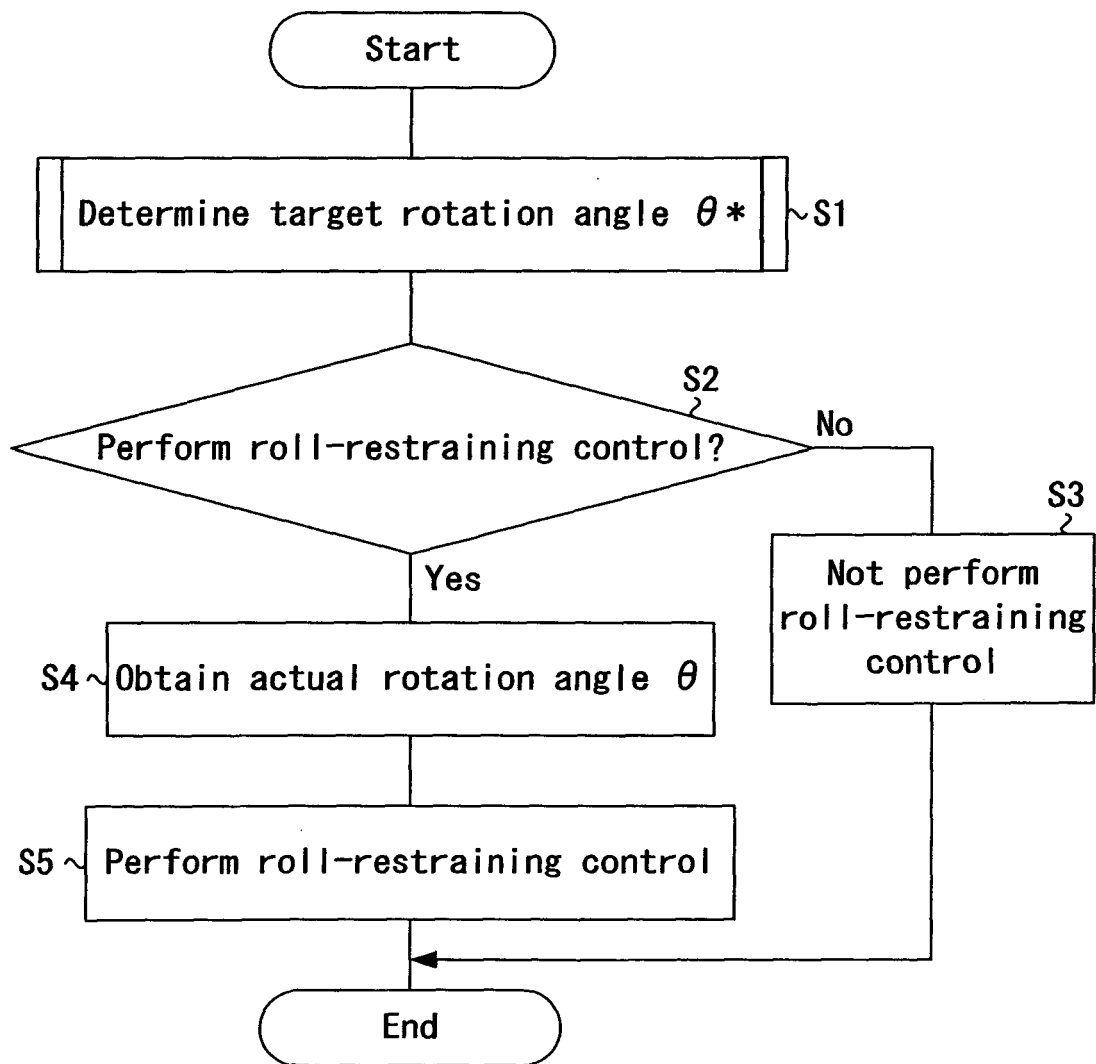 Start
Determine target rotation angle θ*
S1
S2
Perform roll-restraining control?
No
S3
Not perform
roll-restraining
control
Yes
S4
Obtain actual rotation angle θ
S5
Perform roll-restraining control
End